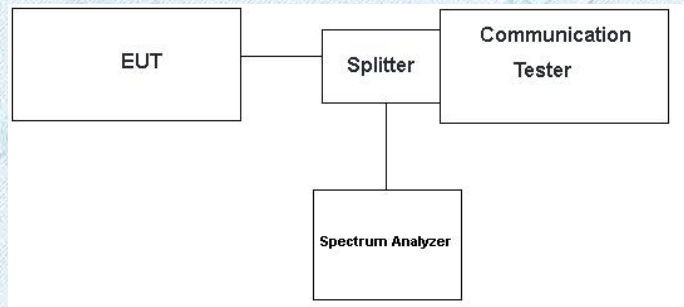 EUT
Splitter
Communication
Tester
Spectrum Analyzer